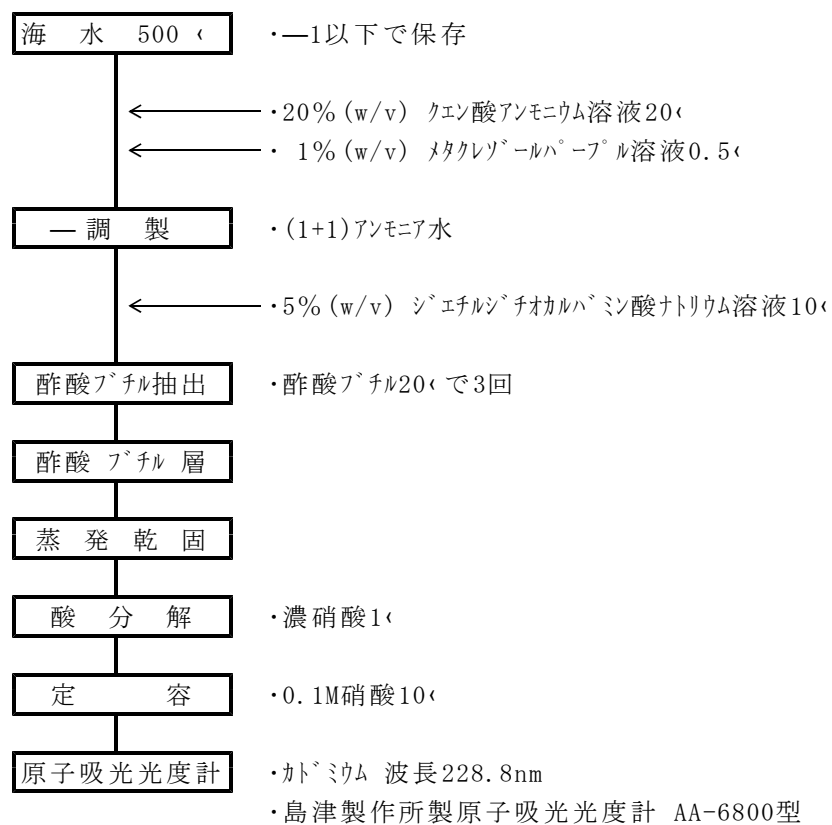 海 水 500 ・―1以下で保存
・20%(w/v) クエン酸アンモニウム溶液20
・ 1%(w/v) メタクレゾールパープル溶液0.5
―調 製 ・(1+1)アンモニア水
・5%(w/v) ジエチルジチオカルバミン酸ナトリウム溶液10
酢酸ブチル抽出 ・酢酸ブチル20で3回
酢酸 ブチル 層
蒸 発 乾 固
酸 分 解 ・濃硝酸1
定 容 ・0.1M硝酸10
原子吸光光度計 ・カドミウム 波長228.8nm
・島津製作所製原子吸光光度計 AA-6800型